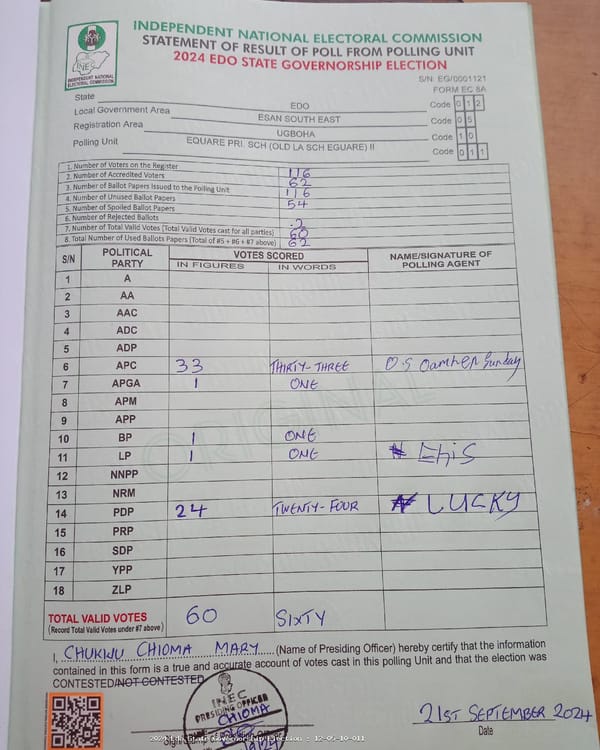 INDEPENDENT NATIONAL ELECTORAL COMMISSION
STATEMENT OF RESULT OF POLL FROM POLLING UNIT
2024 EDO STATE GOVERNORSHIP ELECTION
INEC
INDEPENDENT NATIONAL
ELECTORAL COMMISSION
S/N: EG/0001121
FORM EC 8A
State EDO Code 0 1 2
Local Government Area ESAN SOUTH EAST Code 0 5
Registration Area UGBOHA Code 1 0
Polling Unit EQUARE PRI. SCH (OLD LA SCH EGUARE) II Code 0 1 1
1. Number of Voters on the Register 116
2. Number of Accredited Voters 62
3. Number of Ballot Papers Issued to the Polling Unit 116
4. Number of Unused Ballot Papers 54
5. Number of Spoiled Ballot Papers
6. Number of Rejected Ballots 2
7. Number of Total Valid Votes (Total Valid Votes cast for all parties) 60
8. Total Number of Used Ballots Papers (Total of #5 + #6 + #7 above) 62
S/N POLITICAL PARTY VOTES SCORED NAME/SIGNATURE OF POLLING AGENT
IN FIGURES IN WORDS
1 A
2 AA
3 AAC
4 ADC
5 ADP
6 APC 33 THIRTY-THREE O.S Sunday
7 APGA 1 ONE
8 APM
9 APP
10 BP 1 ONE
11 LP 1 ONE Ehis
12 NNPP
13 NRM
14 PDP 24 TWENTY-FOUR LUCKY
15 PRP
16 SDP
17 YPP
18 ZLP
ORIGINAL
TOTAL VALID VOTES 60 SIXTY
(Record Total Valid Votes under #7 above)
I, CHUKWU CHIOMA MARY (Name of Presiding Officer) hereby certify that the information
contained in this form is a true and accurate account of votes cast in this polling Unit and that the election was
CONTESTED/NOT CONTESTED
INEC
PRESIDING OFFICER
CHIOMA
21ST SEPTEMBER 2024
Date
2024 Edo State Governorship Election : 12-05-10-011